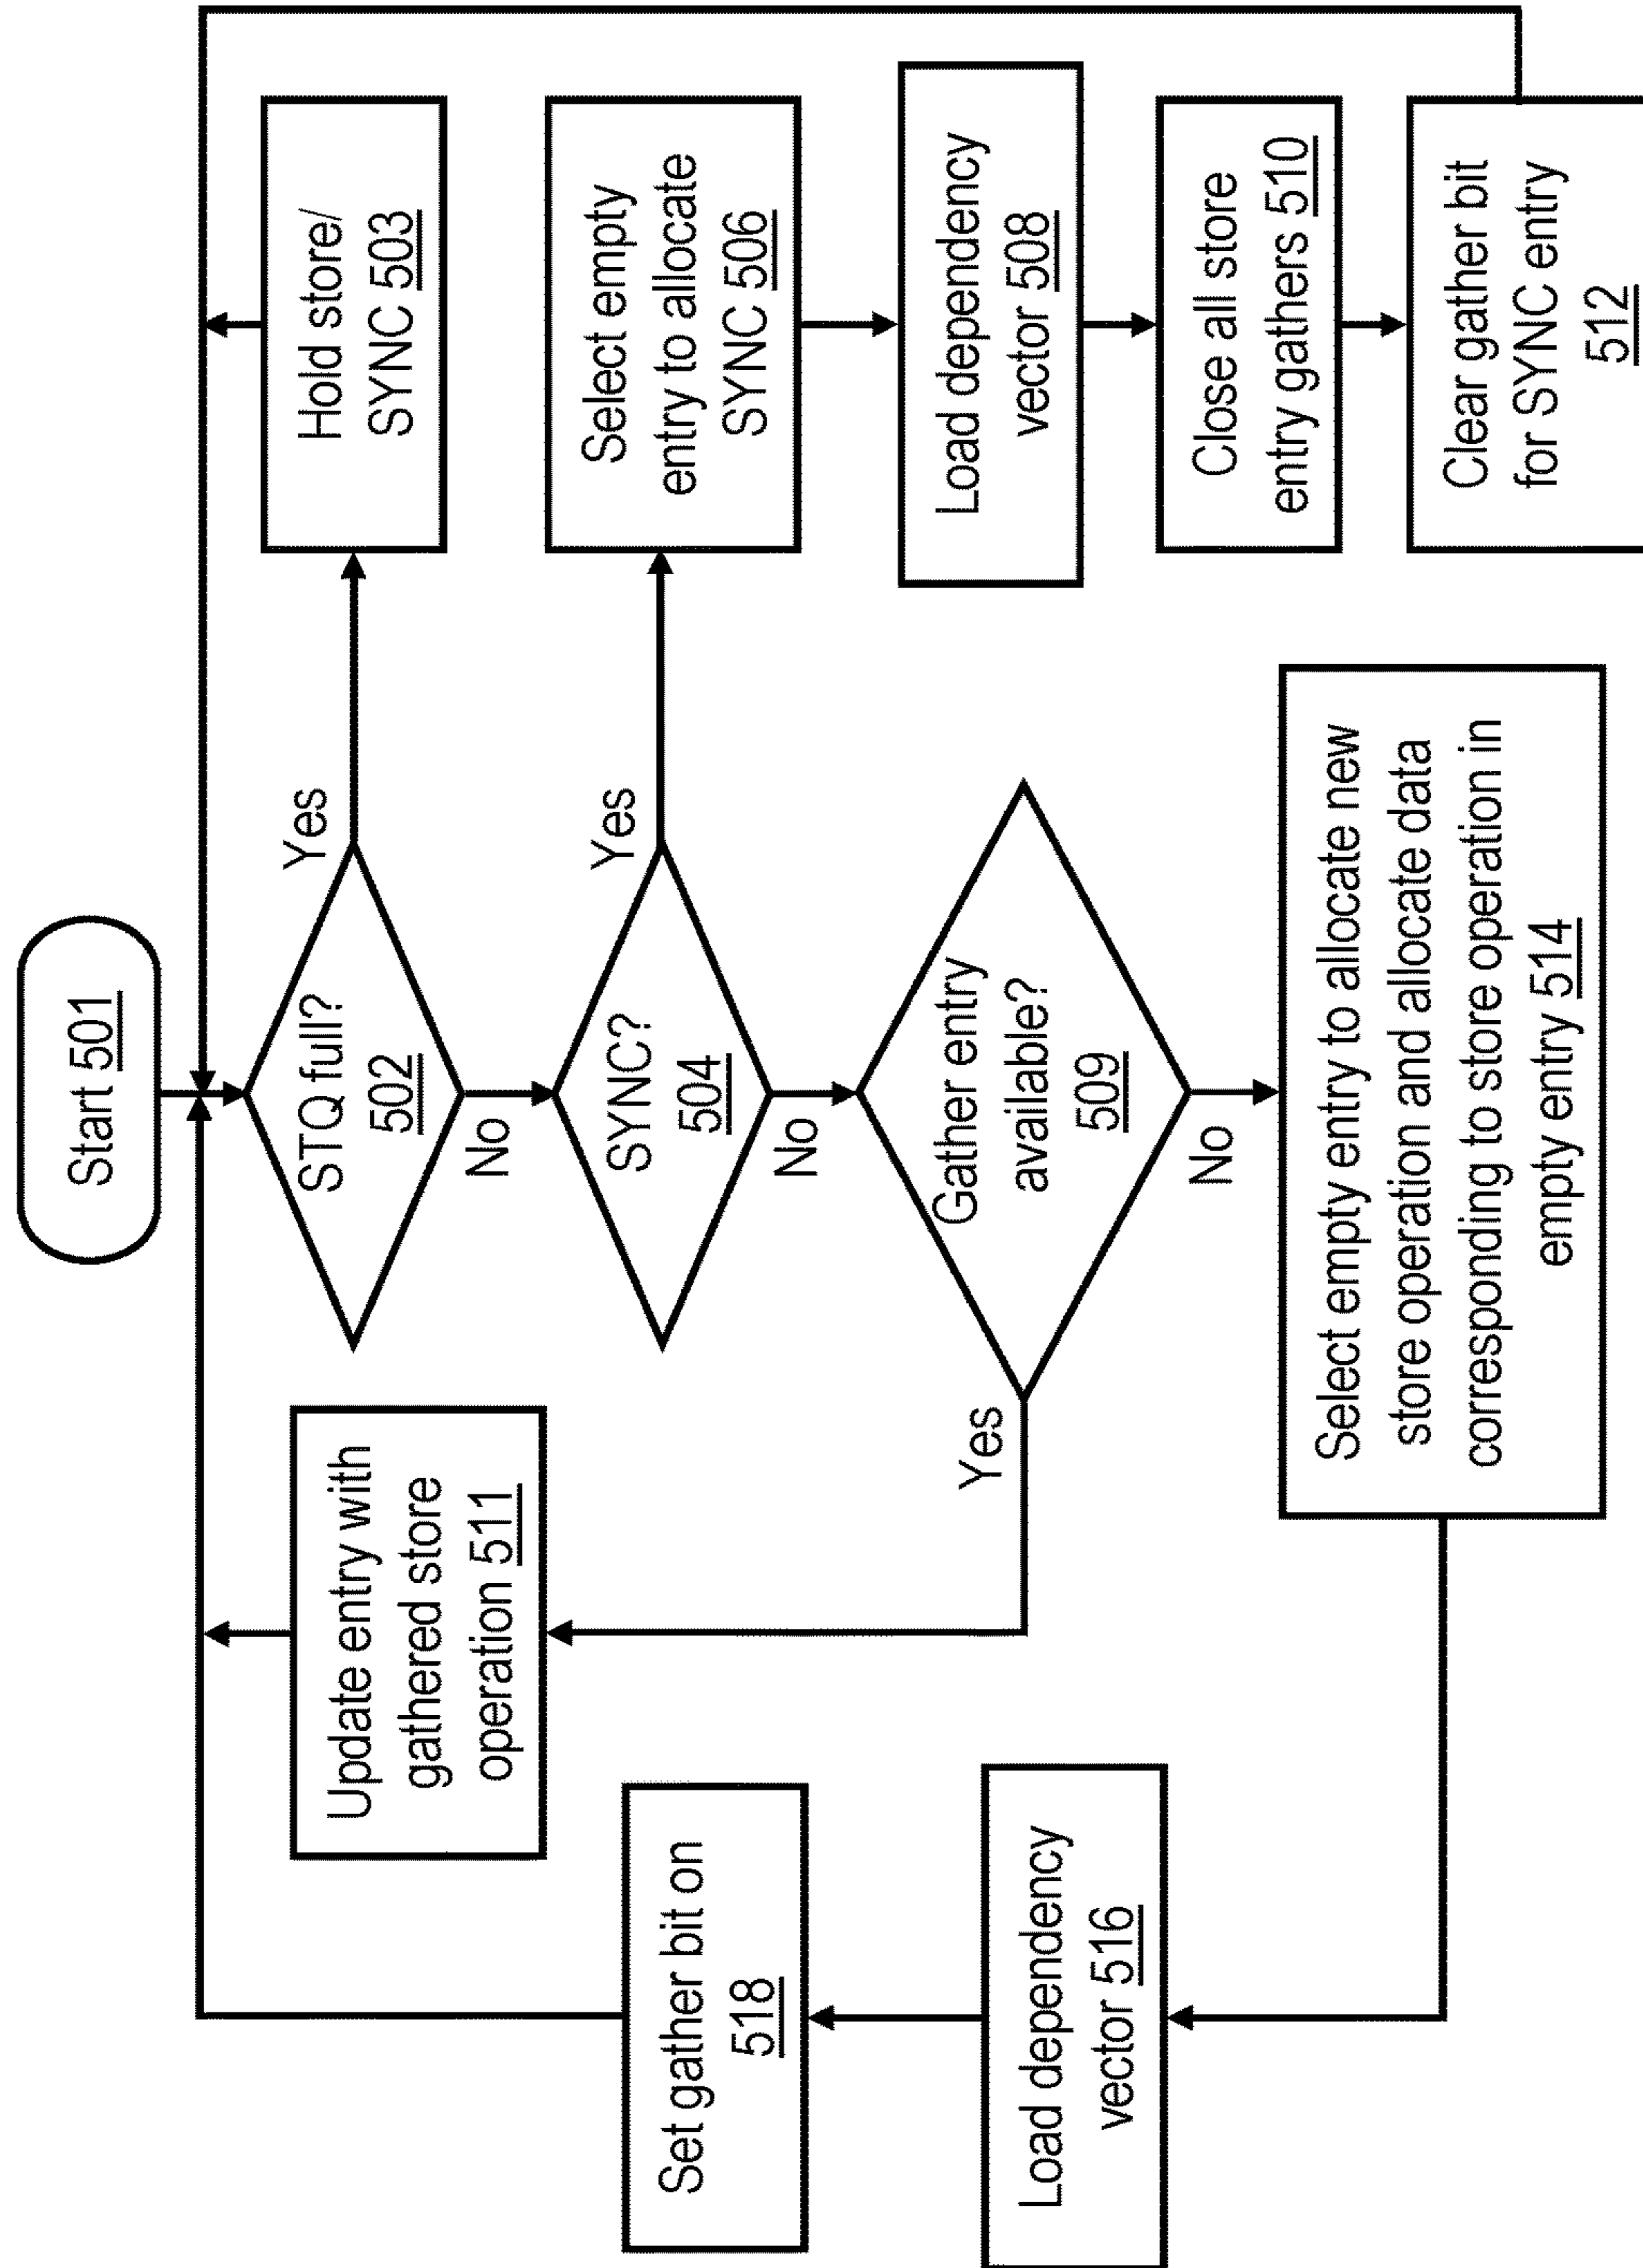 Start 501
STQ full?
502
Yes
No
Hold store/
SYNC 503
SYNC?
504
Yes
No
Select empty
entry to allocate
SYNC 506
Load dependency
vector 508
Close all store
entry gathers 510
Clear gather bit
for SYNC entry
512
Gather entry
available?
509
Yes
No
Update entry with
gathered store
operation 511
Select empty entry to allocate new
store operation and allocate data
corresponding to store operation in
empty entry 514
Load dependency
vector 516
Set gather bit on
518